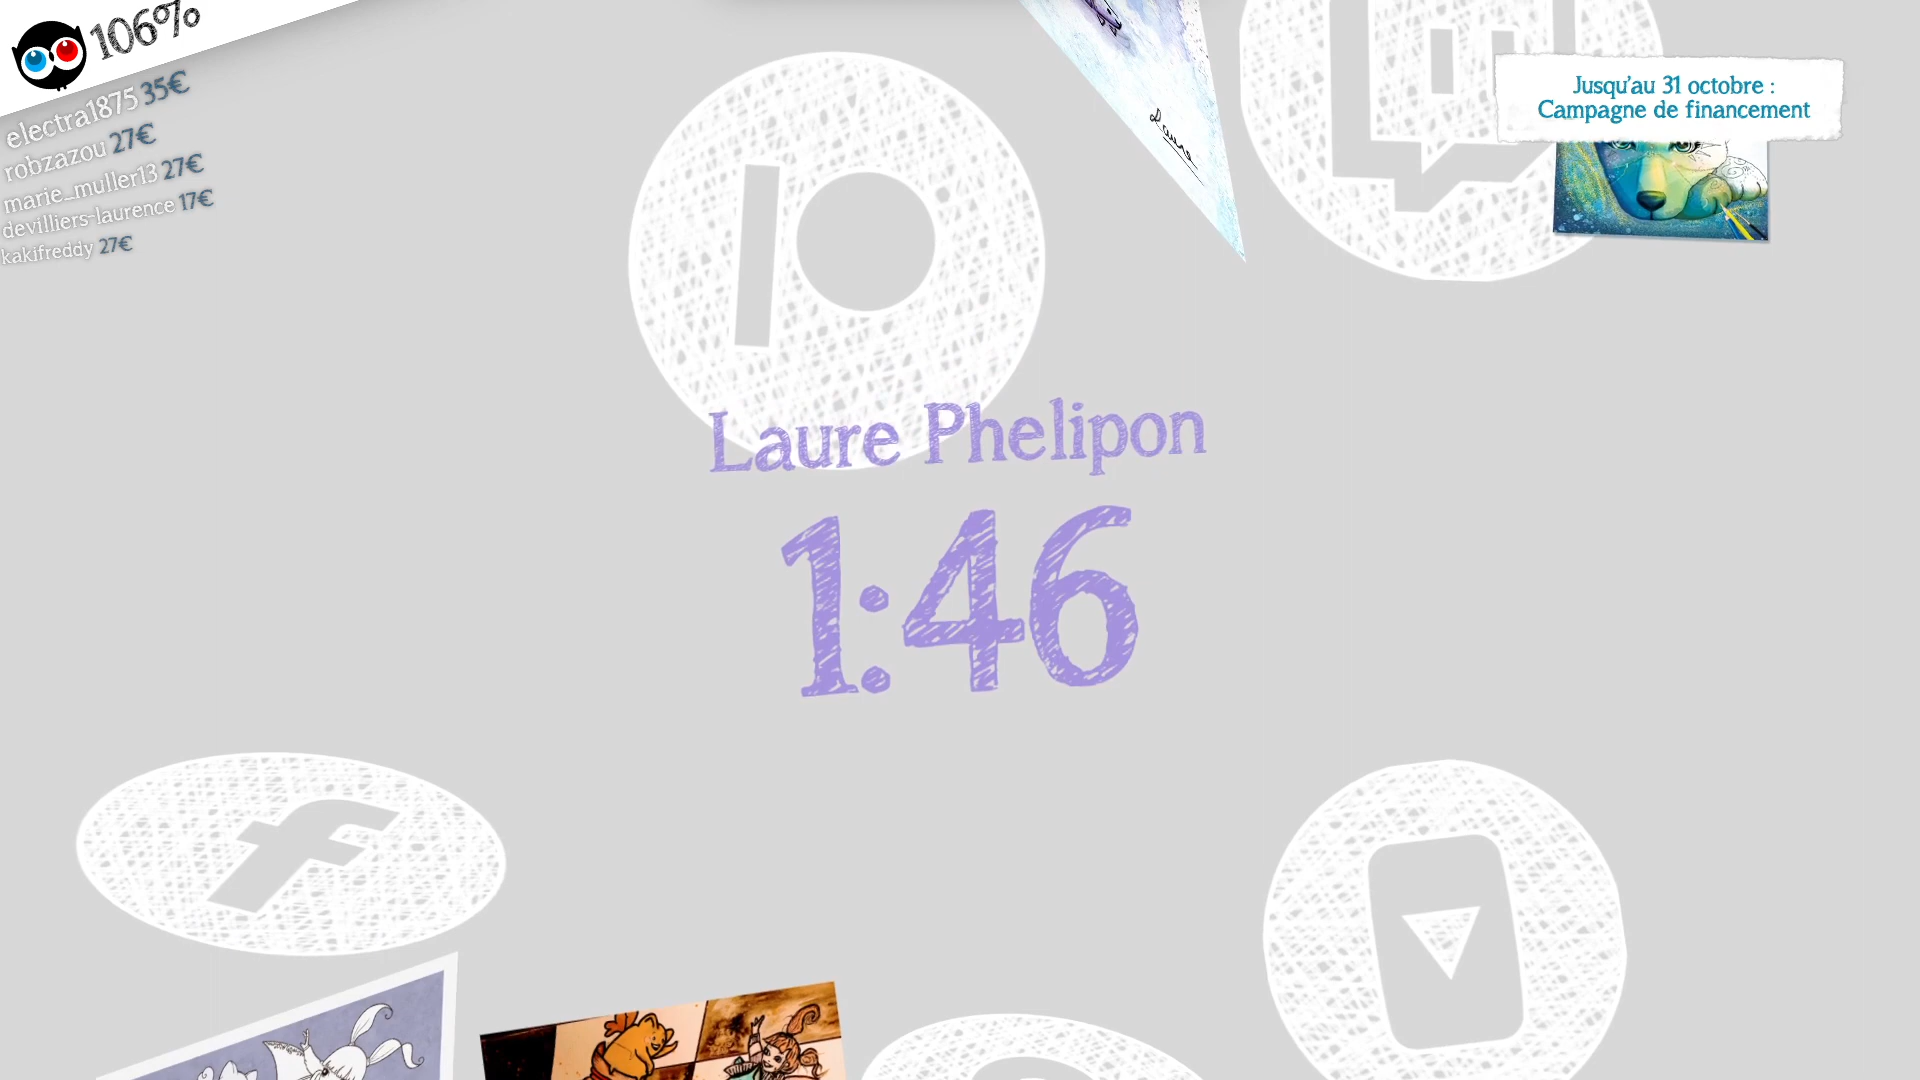 106%
electra1875 35€
robzazou 27€
marie_muller13 27€
devilliers-laurence 17€
kakifreddy 27€
Laure
Jusqu'au 31 octobre :
Campagne de financement
Laure Phelipon
1:46